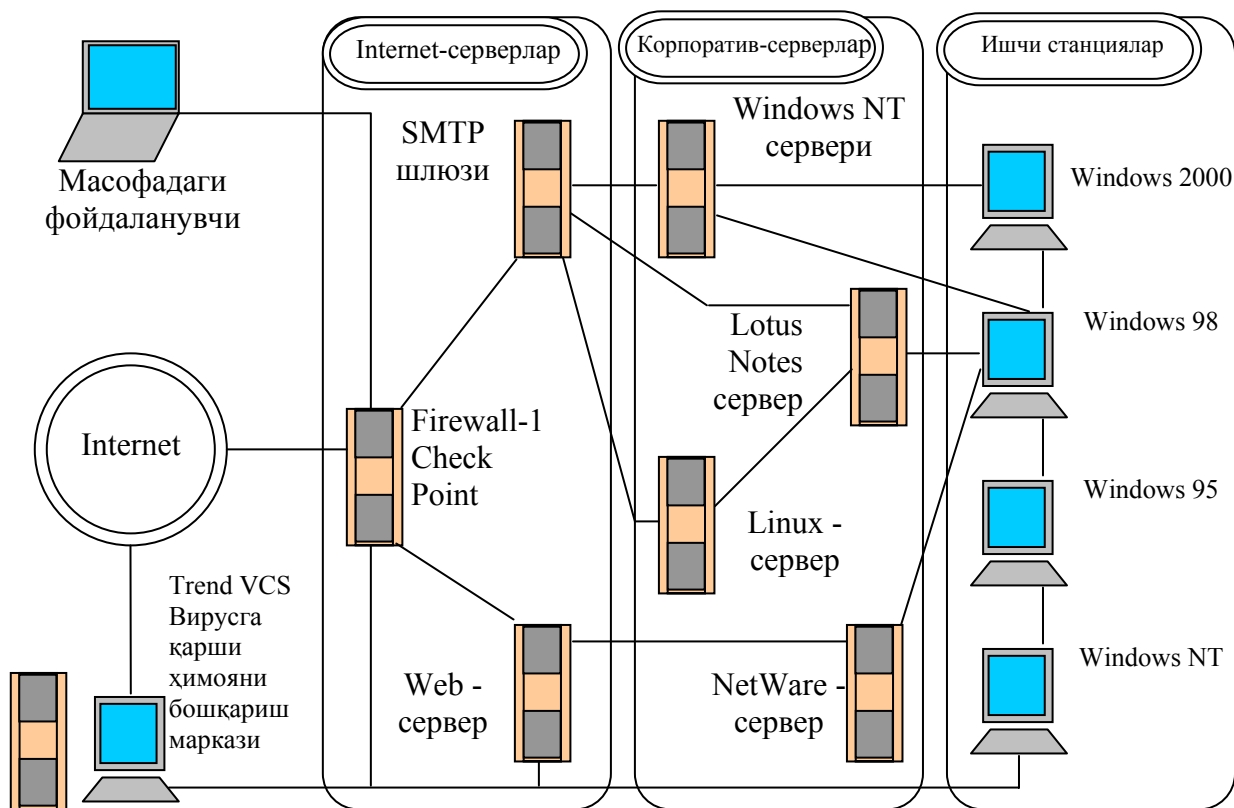 Internet-серверлар
Корпоратив-серверлар
Ишчи станциялар
Масофадаги
фойдаланувчи
SMTP
шлюзи
Windows NT
сервери
Windows 2000
Lotus
Notes
сервер
Windows 98
Internet
Firewall-1
Check
Point
Linux -
сервер
Windows 95
Trend VCS
Вирусга
қарши
ҳимояни
бошқариш
маркази
Web -
сервер
NetWare -
сервер
Windows NT